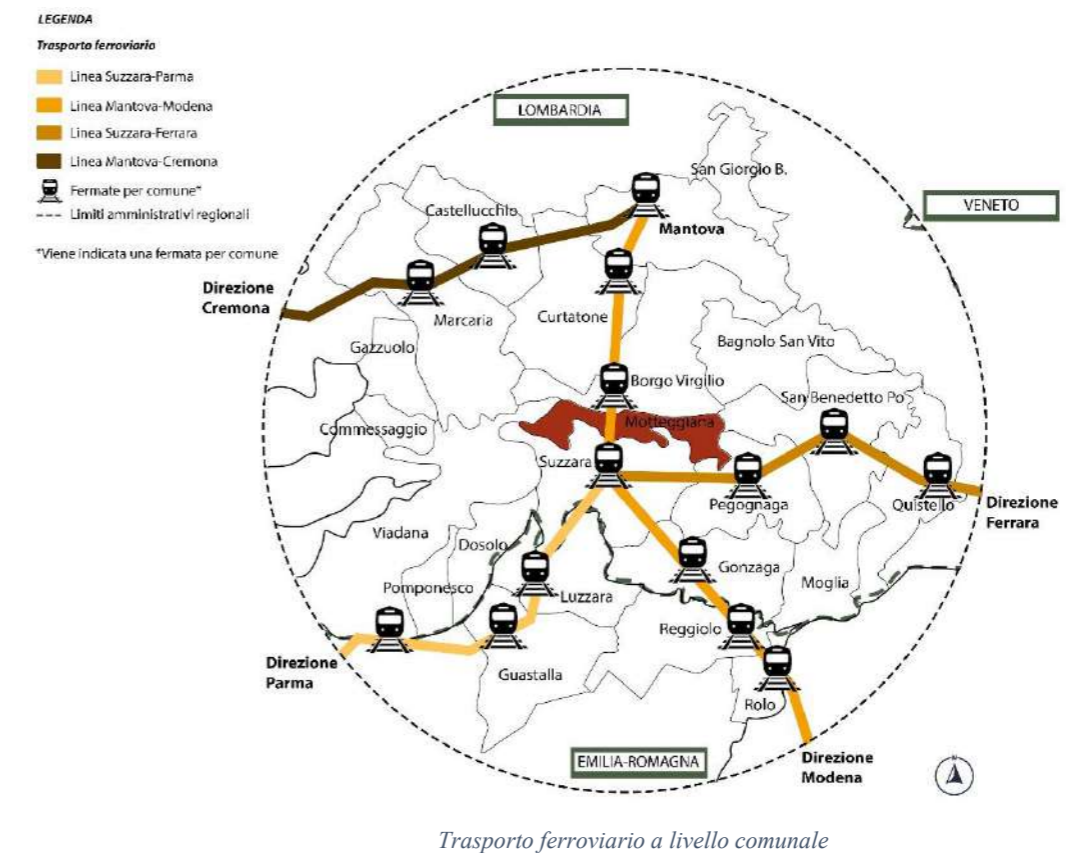 LEGENDA
Trasporto ferroviario
Linea Suzzara-Parma
Linea Mantova-Modena
Linea Suzzara-Ferrara
Linea Mantova-Cremona
Fermate per comune*
Limiti amministrativi regionali
*Viene indicata una fermata per comune
LOMBARDIA
San Giorgio B.
VENETO
Castellucchio
Mantova
Direzione
Cremona
Marcaria
Curtatone
Gazzuolo
Bagnolo San Vito
Borgo Virgilio
San Benedetto Po
Commessaggio
Motteggiana
Suzzara
Pegognaga
Quistello
Direzione
Ferrara
Viadana
Dosolo
Gonzaga
Moglia
Pomponesco
Luzzara
Reggiolo
Direzione
Parma
Guastalla
Rolo
EMILIA-ROMAGNA
Direzione
Modena
N
Trasporto ferroviario a livello comunale